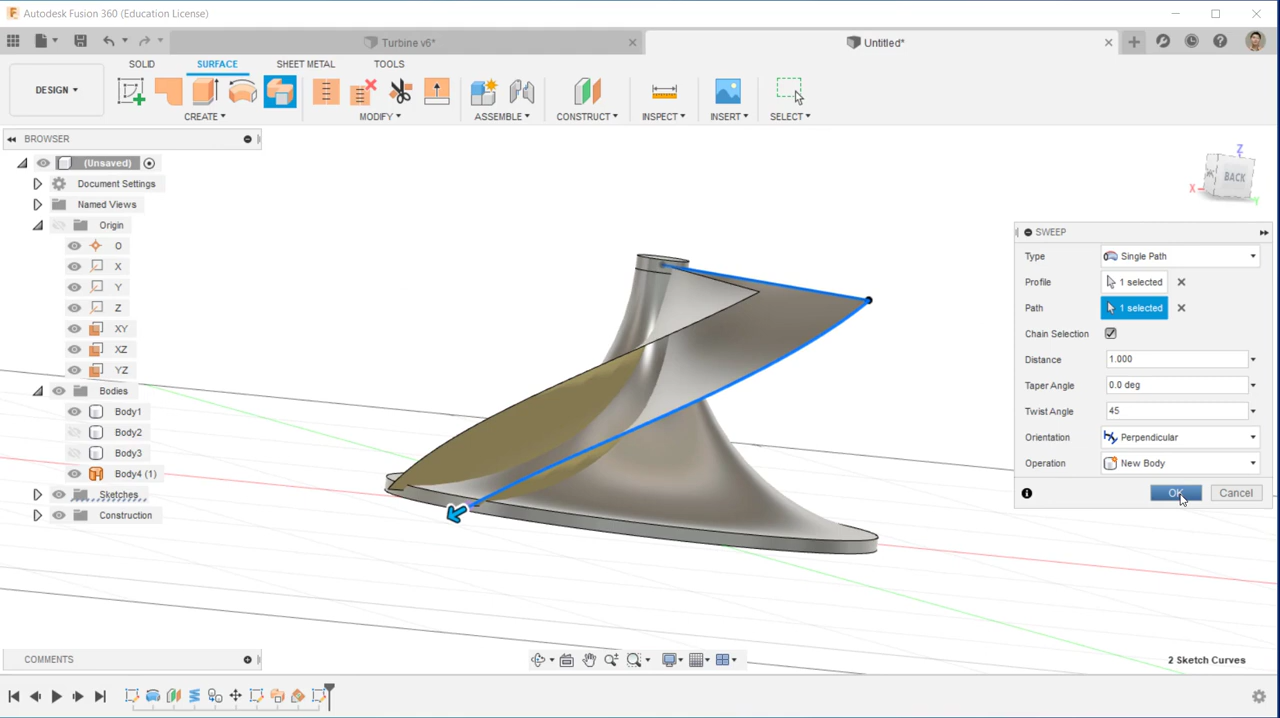 Autodesk Fusion 360 (Education License)
Turbine v6*
Untitled*
SOLID
SURFACE
SHEET METAL
TOOLS
DESIGN
CREATE
MODIFY
ASSEMBLE
CONSTRUCT
INSPECT
INSERT
SELECT
BROWSER
(Unsaved)
Document Settings
Named Views
Origin
O
X
Y
Z
XY
XZ
YZ
Bodies
Body1
Body2
Body3
Body4 (1)
Sketches
Construction
Z
BACK
X
Y
SWEEP
Type Single Path
Profile 1 selected
Path 1 selected
Chain Selection
Distance 1.000
Taper Angle 0.0 deg
Twist Angle 45
Orientation Perpendicular
Operation New Body
OK Cancel
COMMENTS
2 Sketch Curves